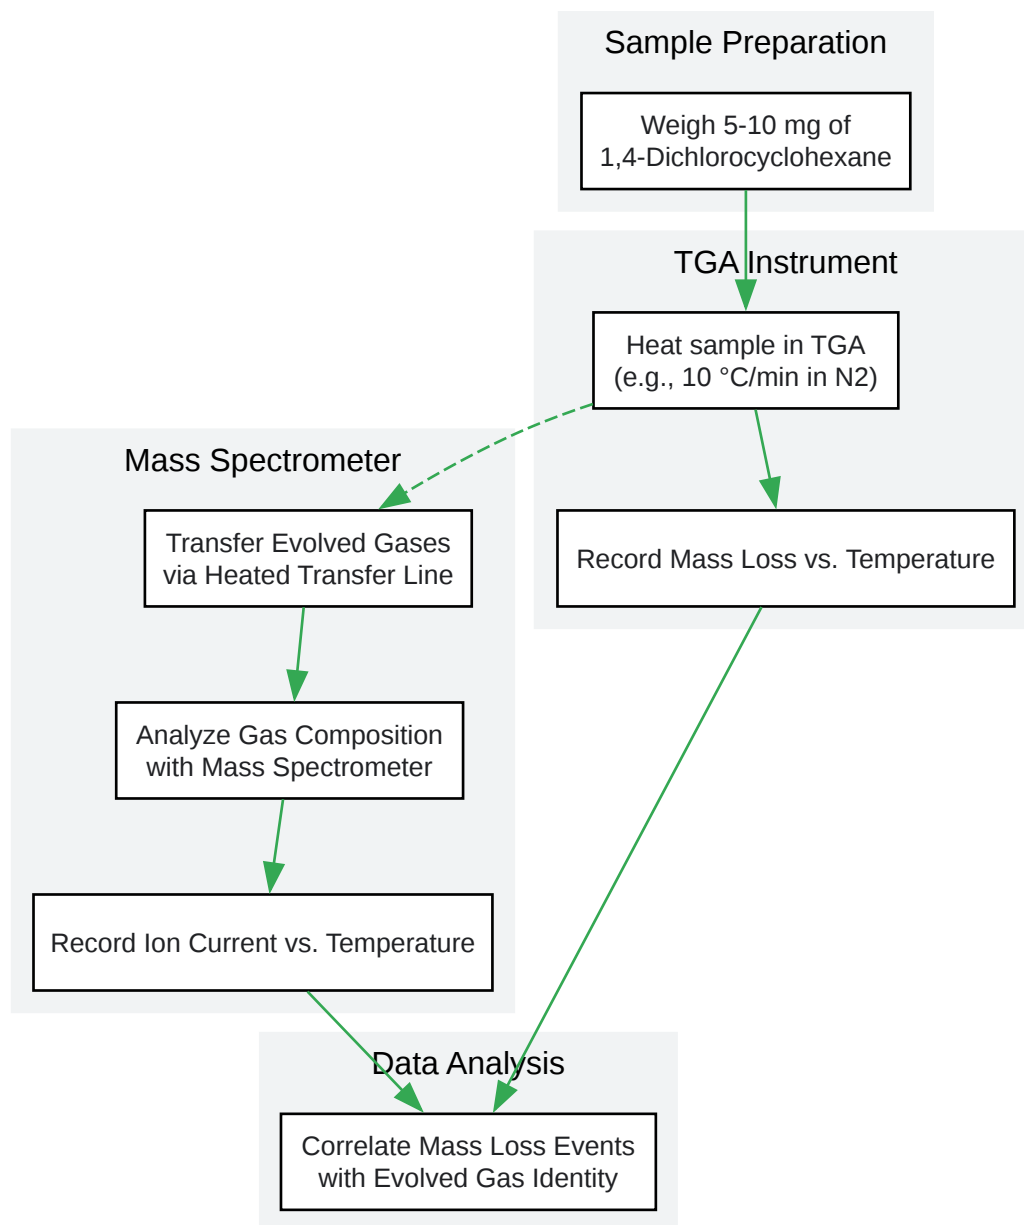 Sample Preparation
Weigh 5-10 mg of
1,4-Dichlorocyclohexane
TGA Instrument
Heat sample in TGA
(e.g., 10 °C/min in N2)
Mass Spectrometer
Transfer Evolved Gases
via Heated Transfer Line
Record Mass Loss vs. Temperature
Analyze Gas Composition
with Mass Spectrometer
Record Ion Current vs. Temperature
Data Analysis
Correlate Mass Loss Events
with Evolved Gas Identity